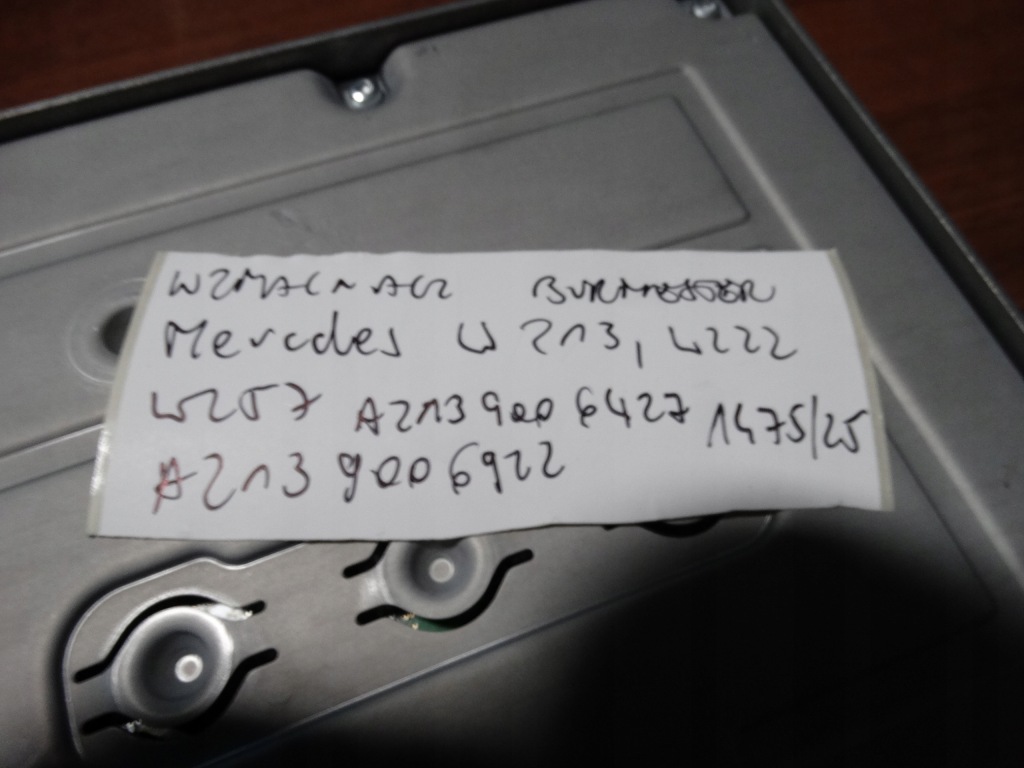 WZMACNIACZ BURMESTER
Mercedes W213, W222
W257 A2139006427 1475/25
A2139006922